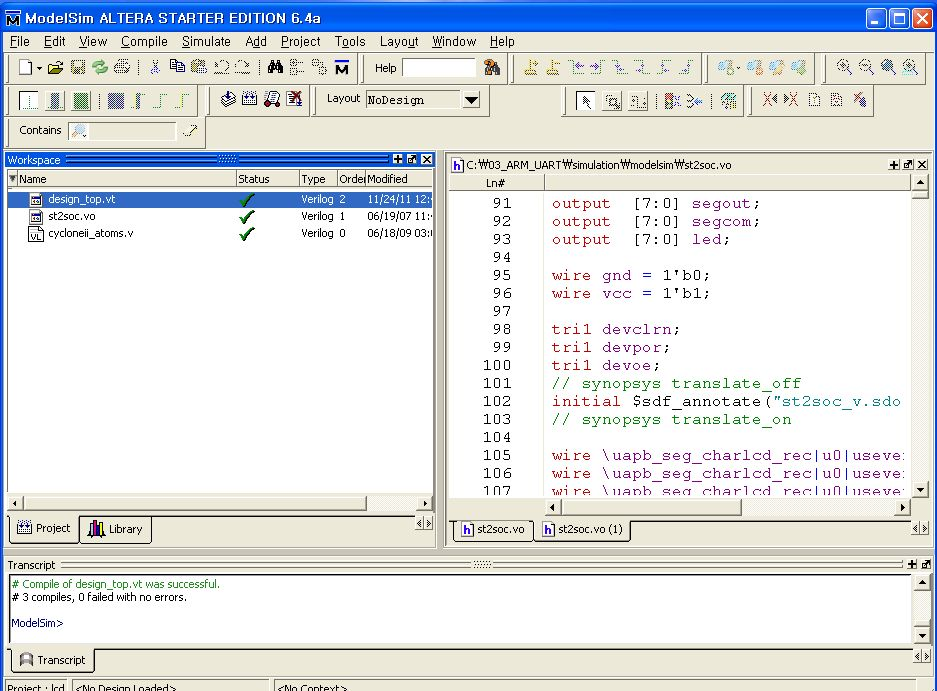 ModelSim ALTERA STARTER EDITION 6.4a
File Edit View Compile Simulate Add Project Tools Layout Window Help
Help
Layout NoDesign
Contains
Workspace
Name Status Type Order Modified
design_top.vt Verilog 2 11/24/11 12:
st2soc.vo Verilog 1 06/19/07 11:
cycloneii_atoms.v Verilog 0 06/18/09 03:
Project Library
C:₩03_ARM_UART₩simulation₩modelsim₩st2soc.vo
Ln#
91 output [7:0] segout;
92 output [7:0] segcom;
93 output [7:0] led;
94
95 wire gnd = 1'b0;
96 wire vcc = 1'b1;
97
98 tri1 devclrn;
99 tri1 devpor;
100 tri1 devoe;
101 // synopsys translate_off
102 initial $sdf_annotate("st2soc_v.sdo
103 // synopsys translate_on
104
105 wire \uapb_seg_charlcd_rec|u0|useve
106 wire \uapb_seg_charlcd_rec|u0|useve
107 wire \uapb_seg_charlcd_rec|u0|useve
st2soc.vo st2soc.vo (1)
Transcript
# Compile of design_top.vt was successful.
# 3 compiles, 0 failed with no errors.
ModelSim>
Transcript
Project : lcd <No Design Loaded> <No Context>